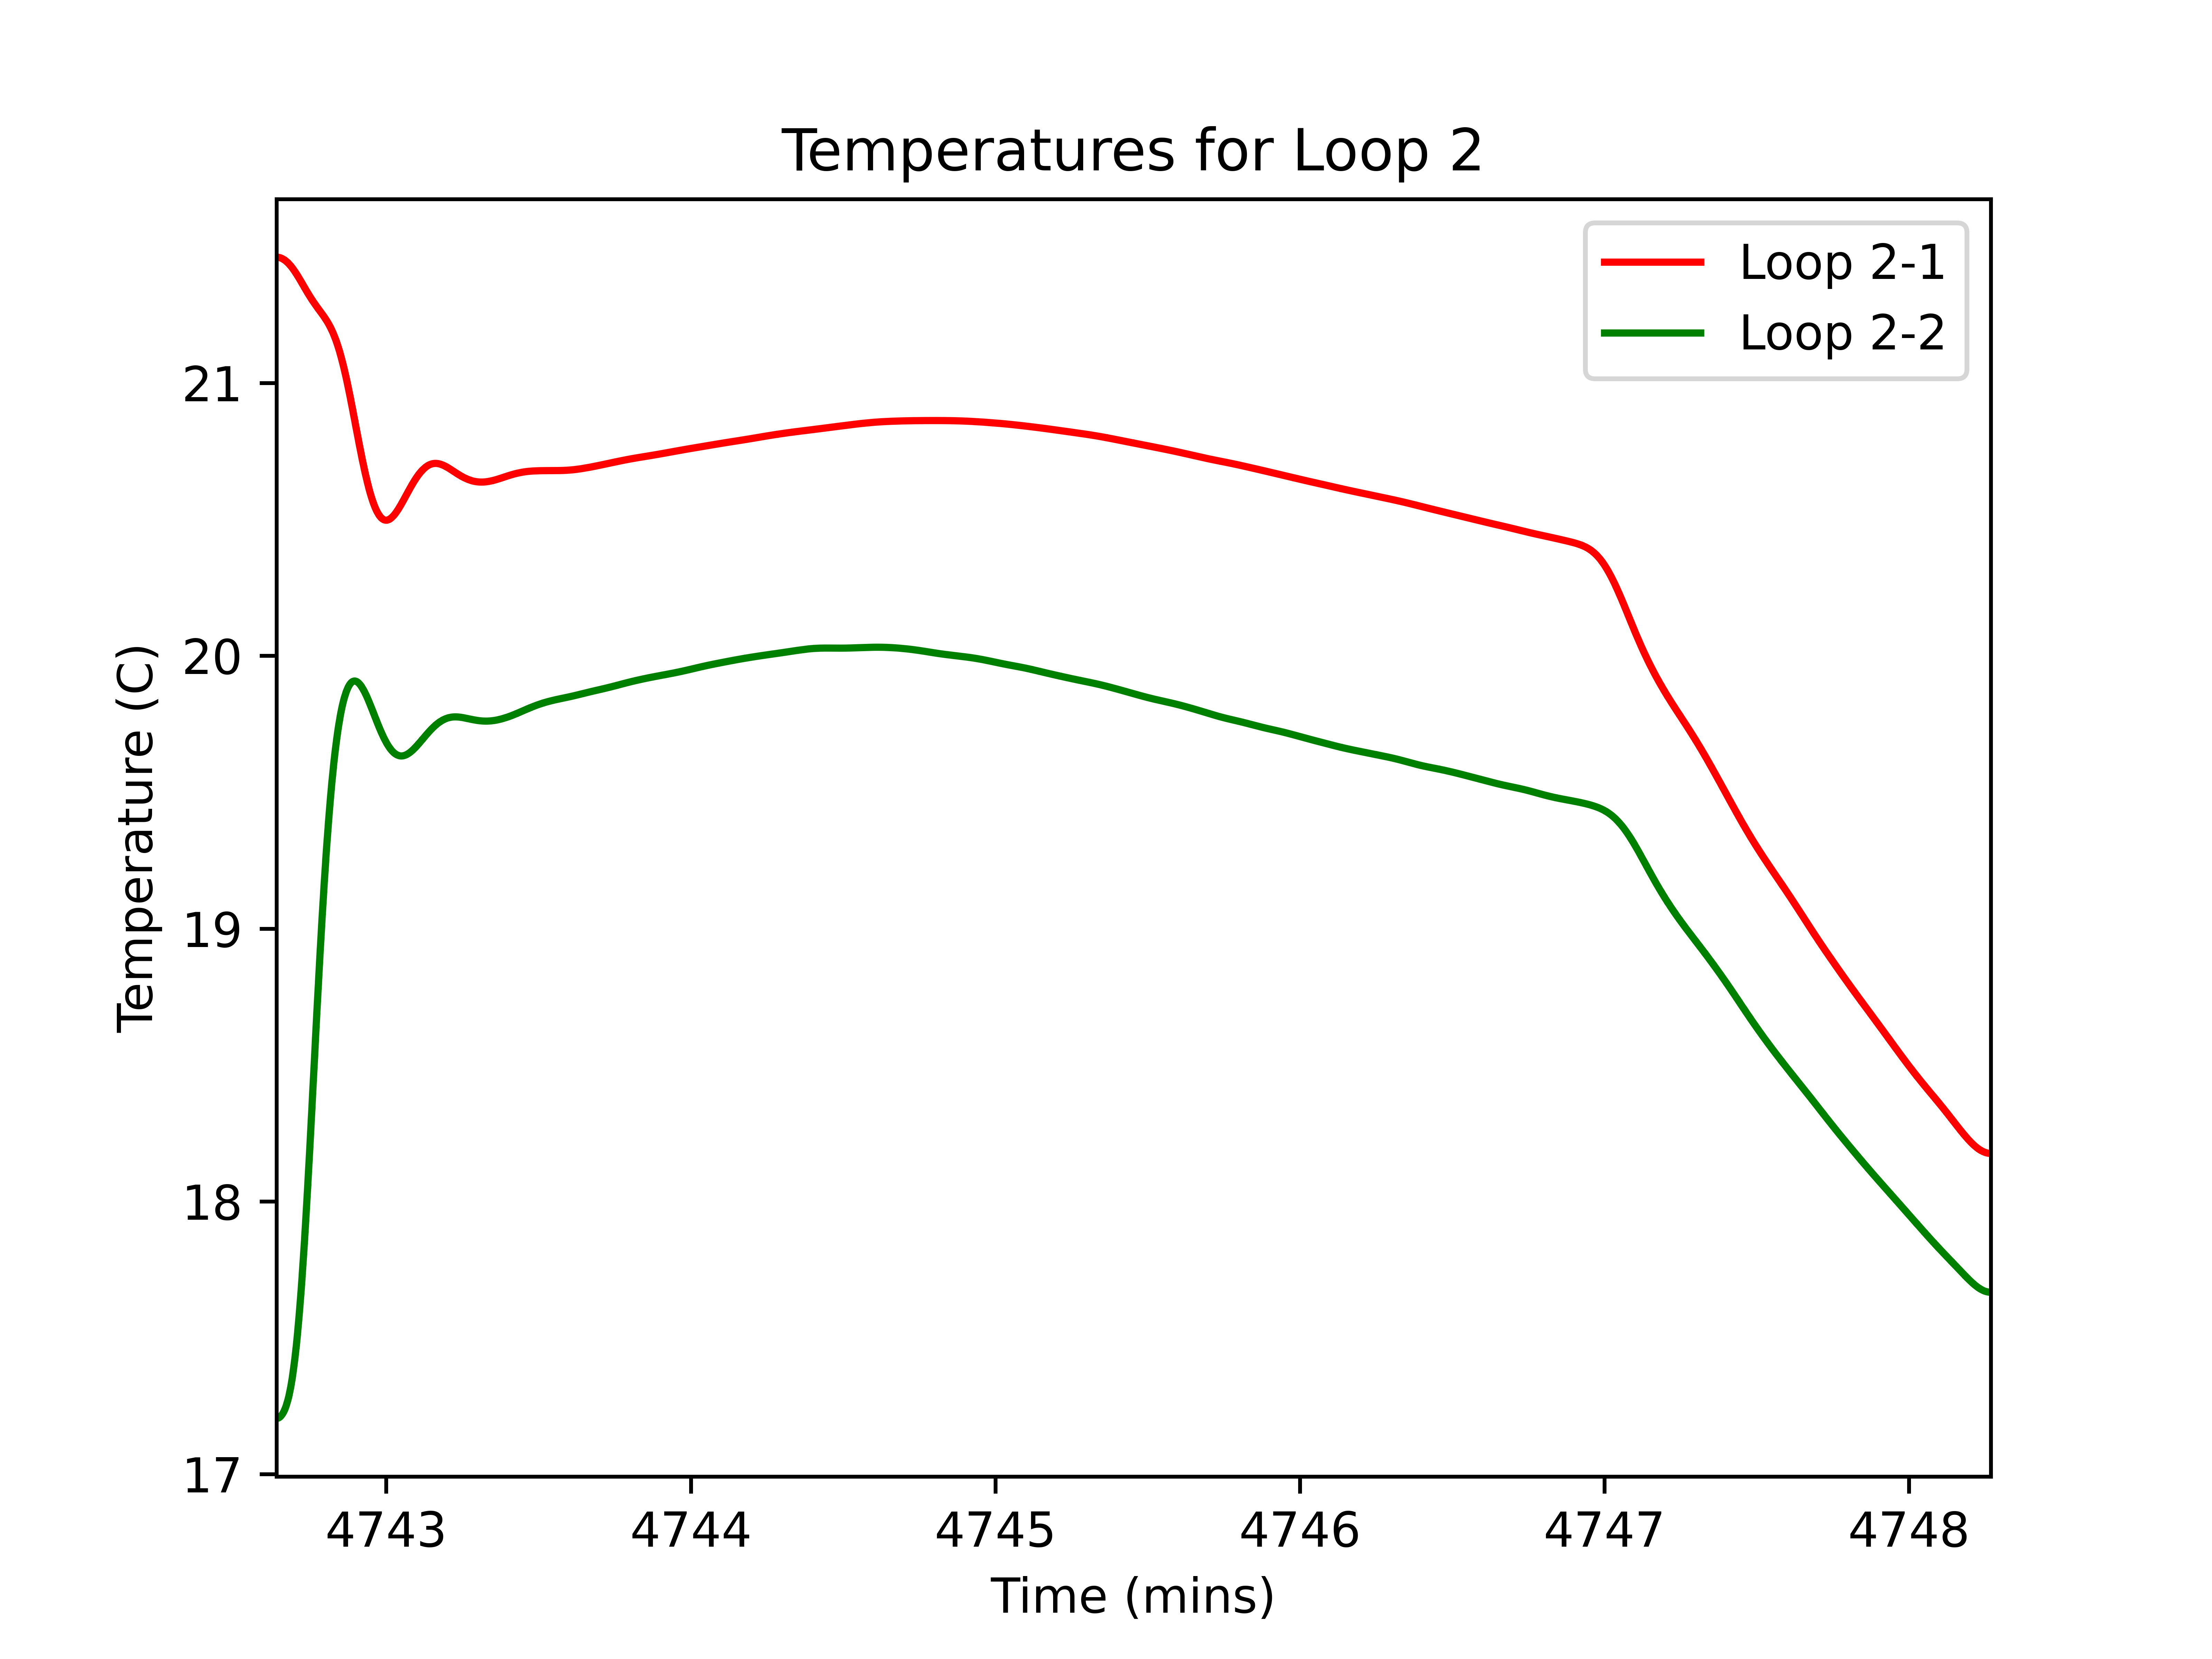 Temperatures for Loop 2
Loop 2-1
Loop 2-2
Temperature (C)
21
20
19
18
17
4743 4744 4745 4746 4747 4748
Time (mins)